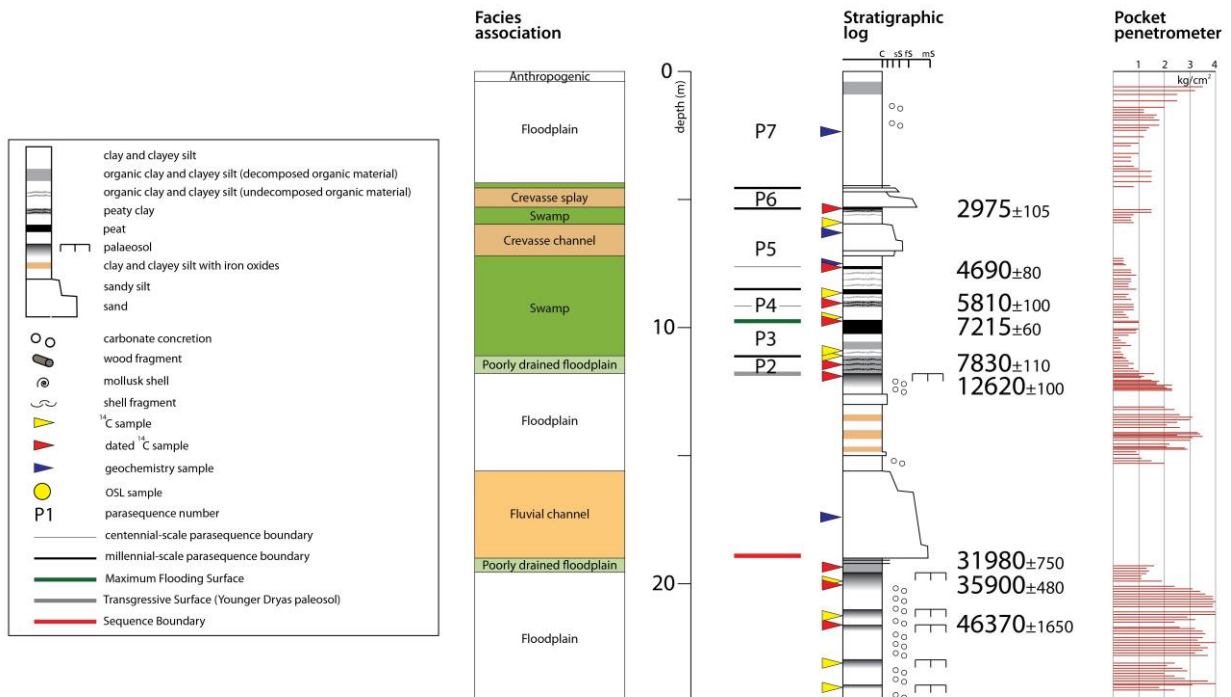 Facies
association
Stratigraphic
log
Pocket
penetrometer
C sS fS mS
0 1 2 3 4
kg/cm²
depth (m)
0
10
20
clay and clayey silt
organic clay and clayey silt (decomposed organic material)
organic clay and clayey silt (undecomposed organic material)
peaty clay
peat
palaeosol
clay and clayey silt with iron oxides
sandy silt
sand
carbonate concretion
wood fragment
mollusk shell
shell fragment
¹⁴C sample
dated ¹⁴C sample
geochemistry sample
OSL sample
P1 parasequence number
centennial-scale parasequence boundary
millennial-scale parasequence boundary
Maximum Flooding Surface
Transgressive Surface (Younger Dryas paleosol)
Sequence Boundary
Anthropogenic
Floodplain
Crevasse splay
Swamp
Crevasse channel
Swamp
Poorly drained floodplain
Floodplain
Fluvial channel
Poorly drained floodplain
Floodplain
P7
P6
P5
P4
P3
P2
2975±105
4690±80
5810±100
7215±60
7830±110
12620±100
31980±750
35900±480
46370±1650